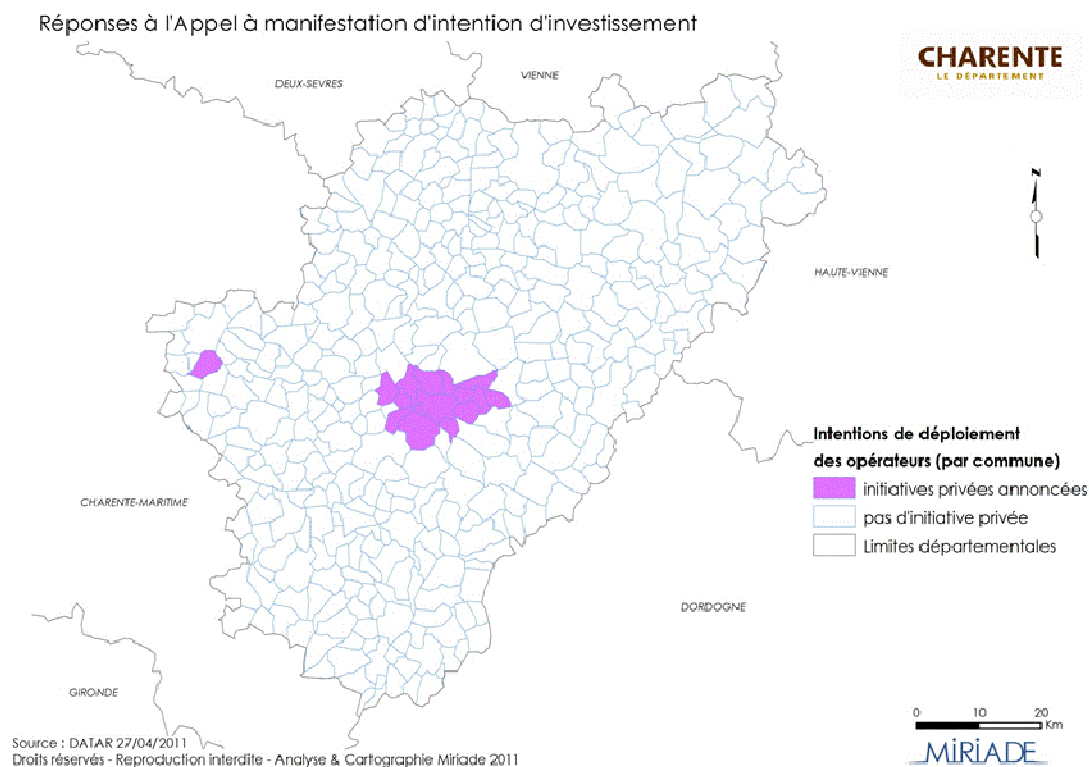 Réponses à l'Appel à manifestation d'intention d'investissement
CHARENTE
LE DÉPARTEMENT
DEUX-SEVRES
VIENNE
N
HAUTE-VIENNE
CHARENTE-MARITIME
DORDOGNE
GIRONDE
Intentions de déploiement
des opérateurs (par commune)
initiatives privées annoncées
pas d'initiative privée
Limites départementales
0 10 20
Km
MIRIADE
Source : DATAR 27/04/2011
Droits réservés - Reproduction interdite - Analyse & Cartographie Miriade 2011